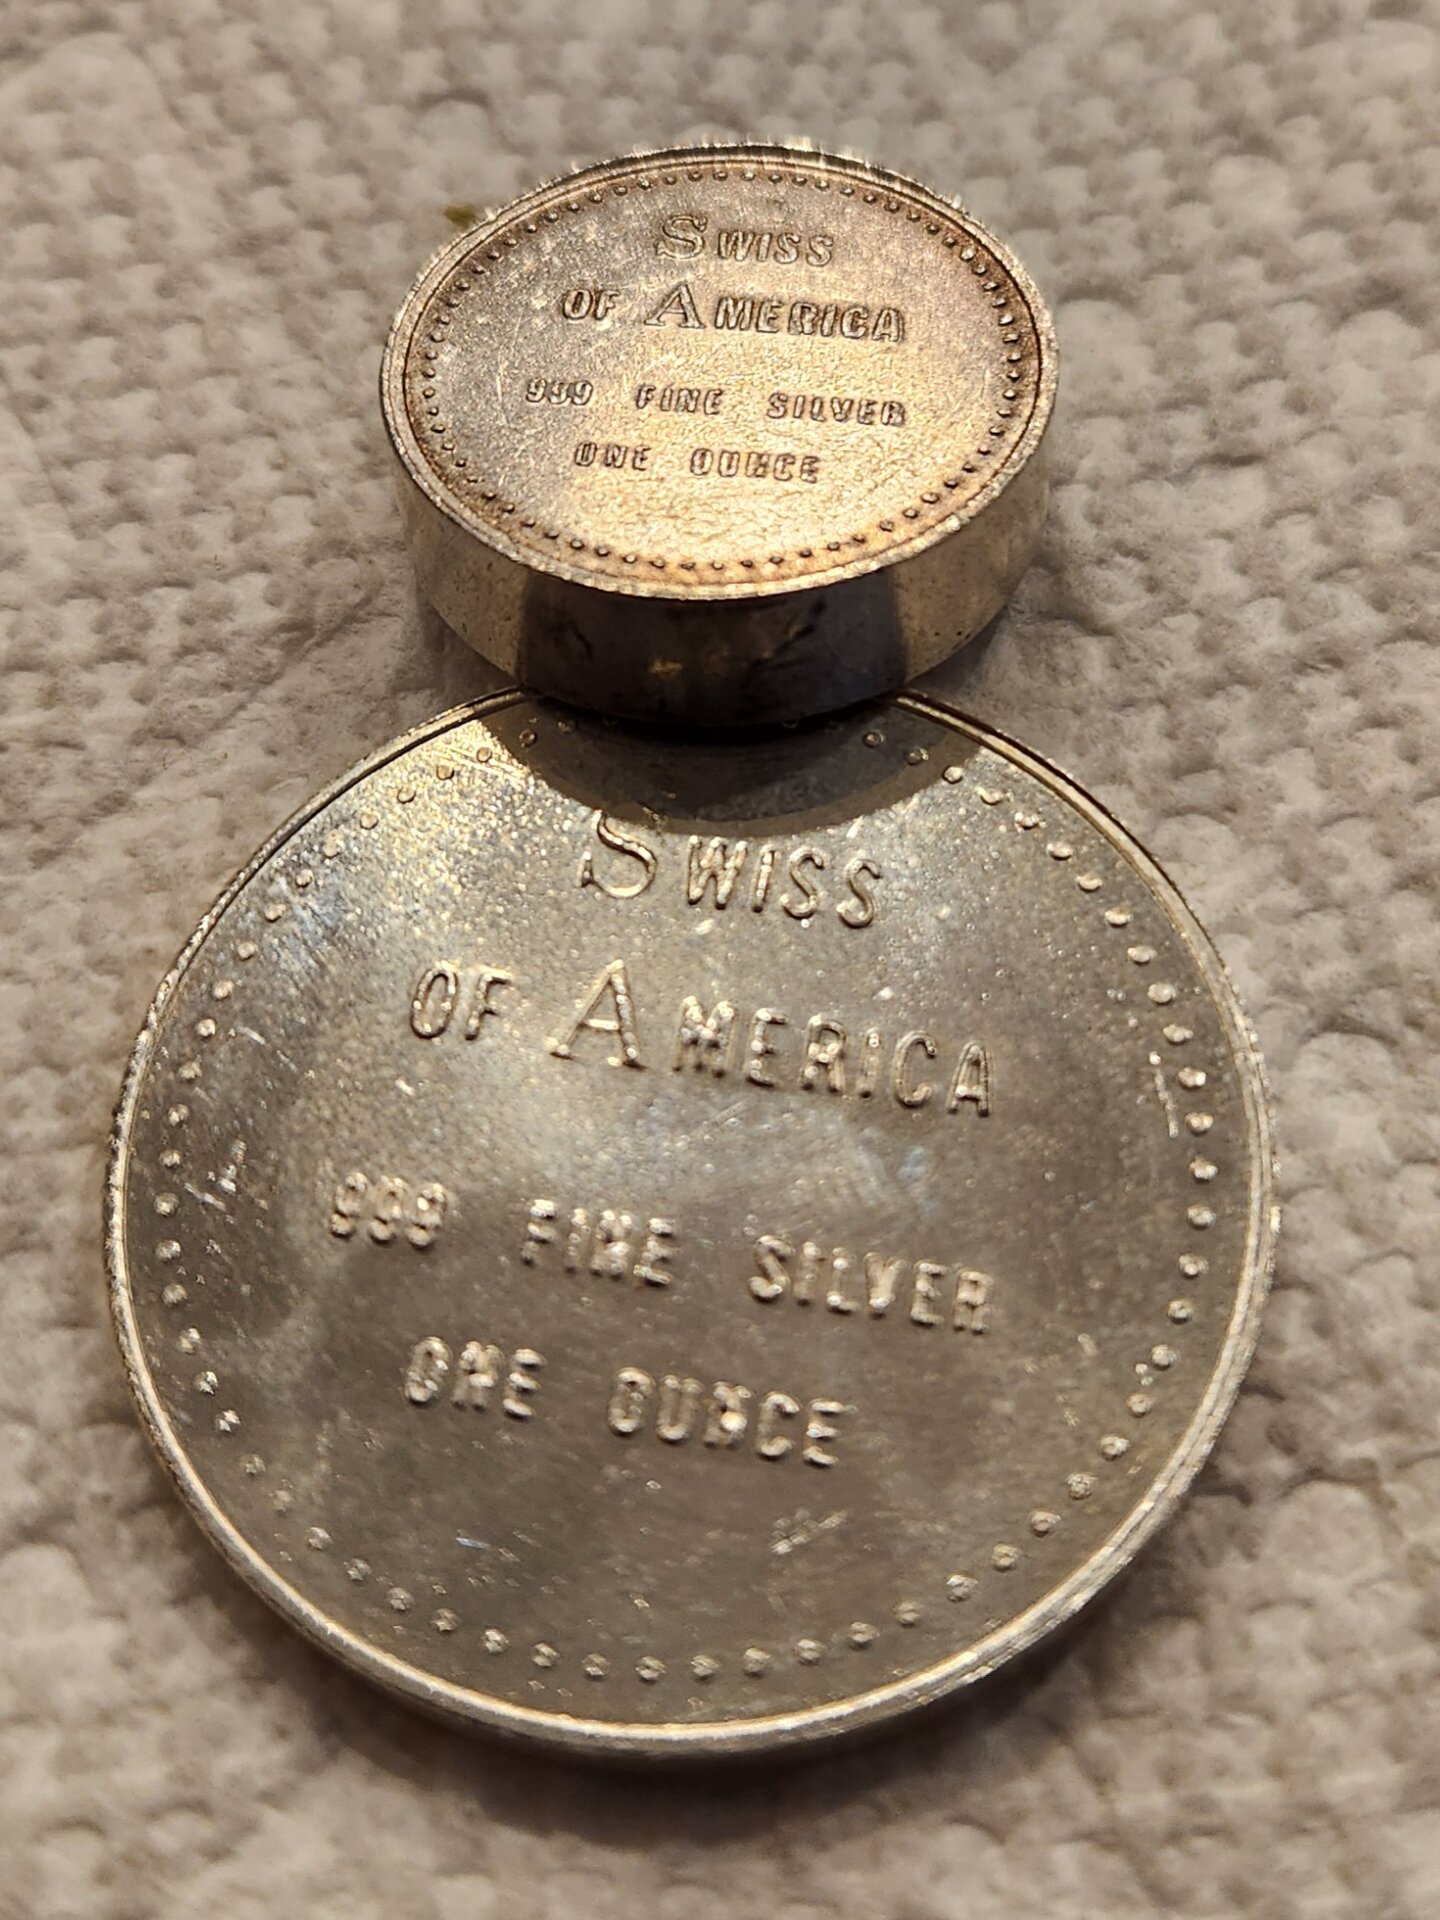 SWISS
OF AMERICA
999 FINE SILVER
ONE OUNCE
SWISS
OF AMERICA
999 FINE SILVER
ONE OUNCE